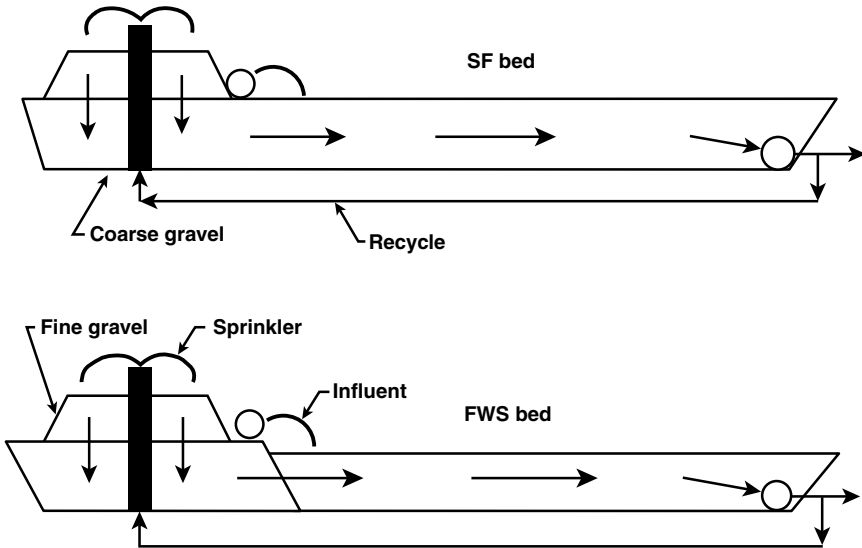 SF bed
Coarse gravel
Recycle
Fine gravel
Sprinkler
Influent
FWS bed